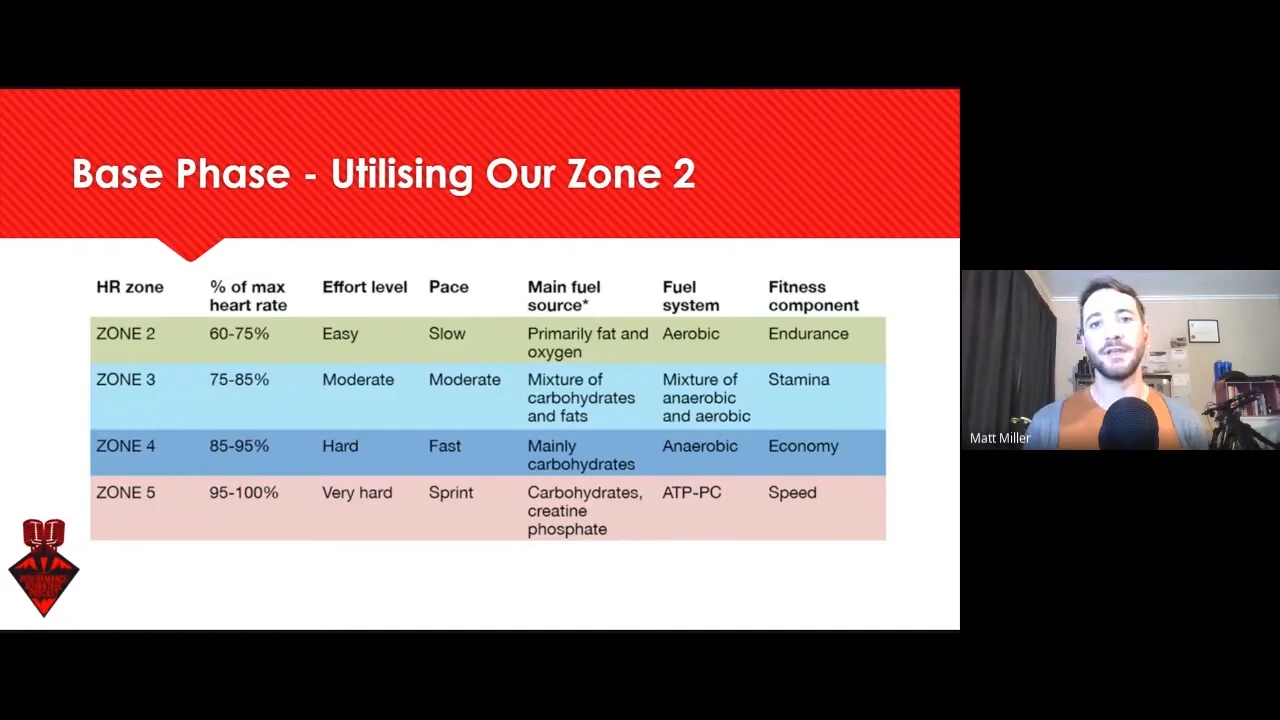 Base Phase - Utilising Our Zone 2
HR zone
% of max
heart rate
Effort level
Pace
Main fuel
source*
Fuel
system
Fitness
component
ZONE 2
60-75%
Easy
Slow
Primarily fat and
oxygen
Aerobic
Endurance
ZONE 3
75-85%
Moderate
Moderate
Mixture of
carbohydrates
and fats
Mixture of
anaerobic
and aerobic
Stamina
ZONE 4
85-95%
Hard
Fast
Mainly
carbohydrates
Anaerobic
Economy
ZONE 5
95-100%
Very hard
Sprint
Carbohydrates,
creatine
phosphate
ATP-PC
Speed
PERFORMANCE
ADVANTAGE
PODCAST
Matt Miller